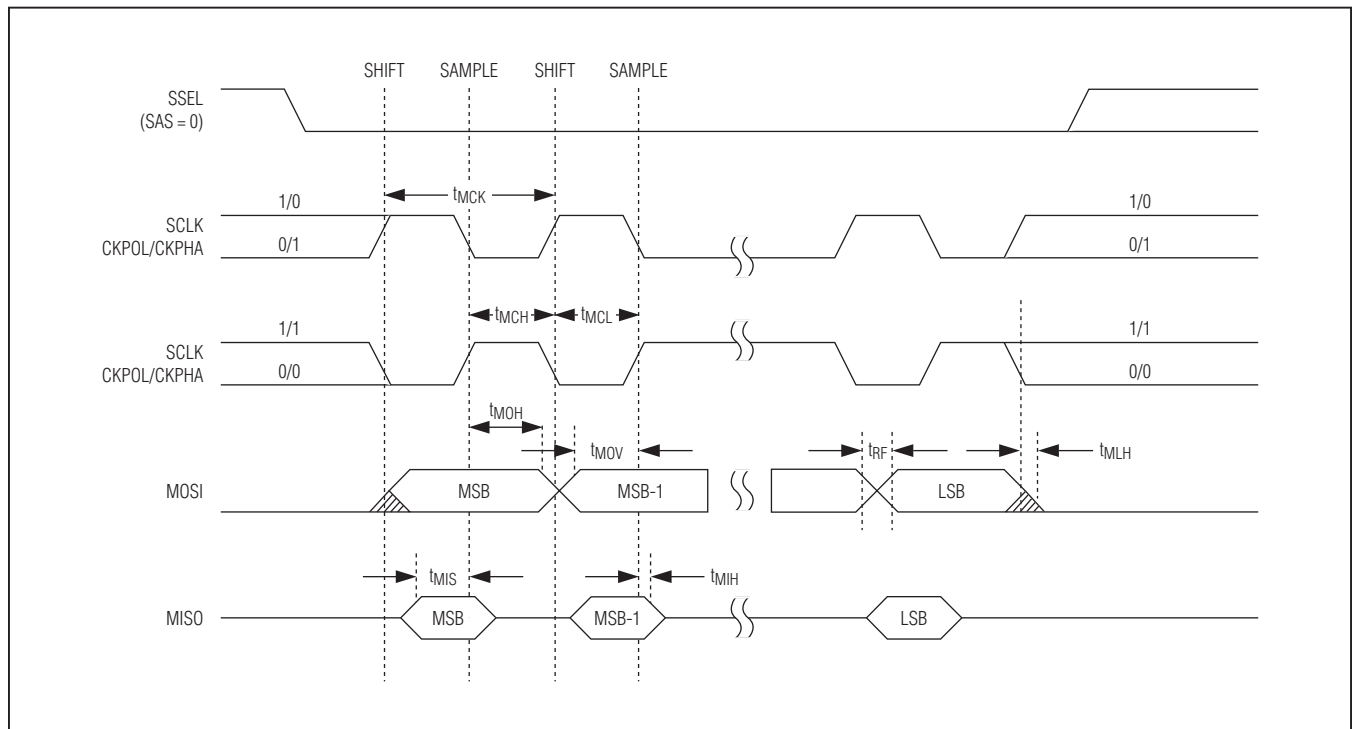 SHIFT SAMPLE SHIFT SAMPLE
SSEL
(SAS = 0)
tMCK
1/0 1/0
SCLK
CKPOL/CKPHA
0/1 0/1
tMCH tMCL
1/1 1/1
SCLK
CKPOL/CKPHA
0/0 0/0
tMOH
tMOV tRF tMLH
MOSI MSB MSB-1 LSB
tMIS tMIH
MISO MSB MSB-1 LSB